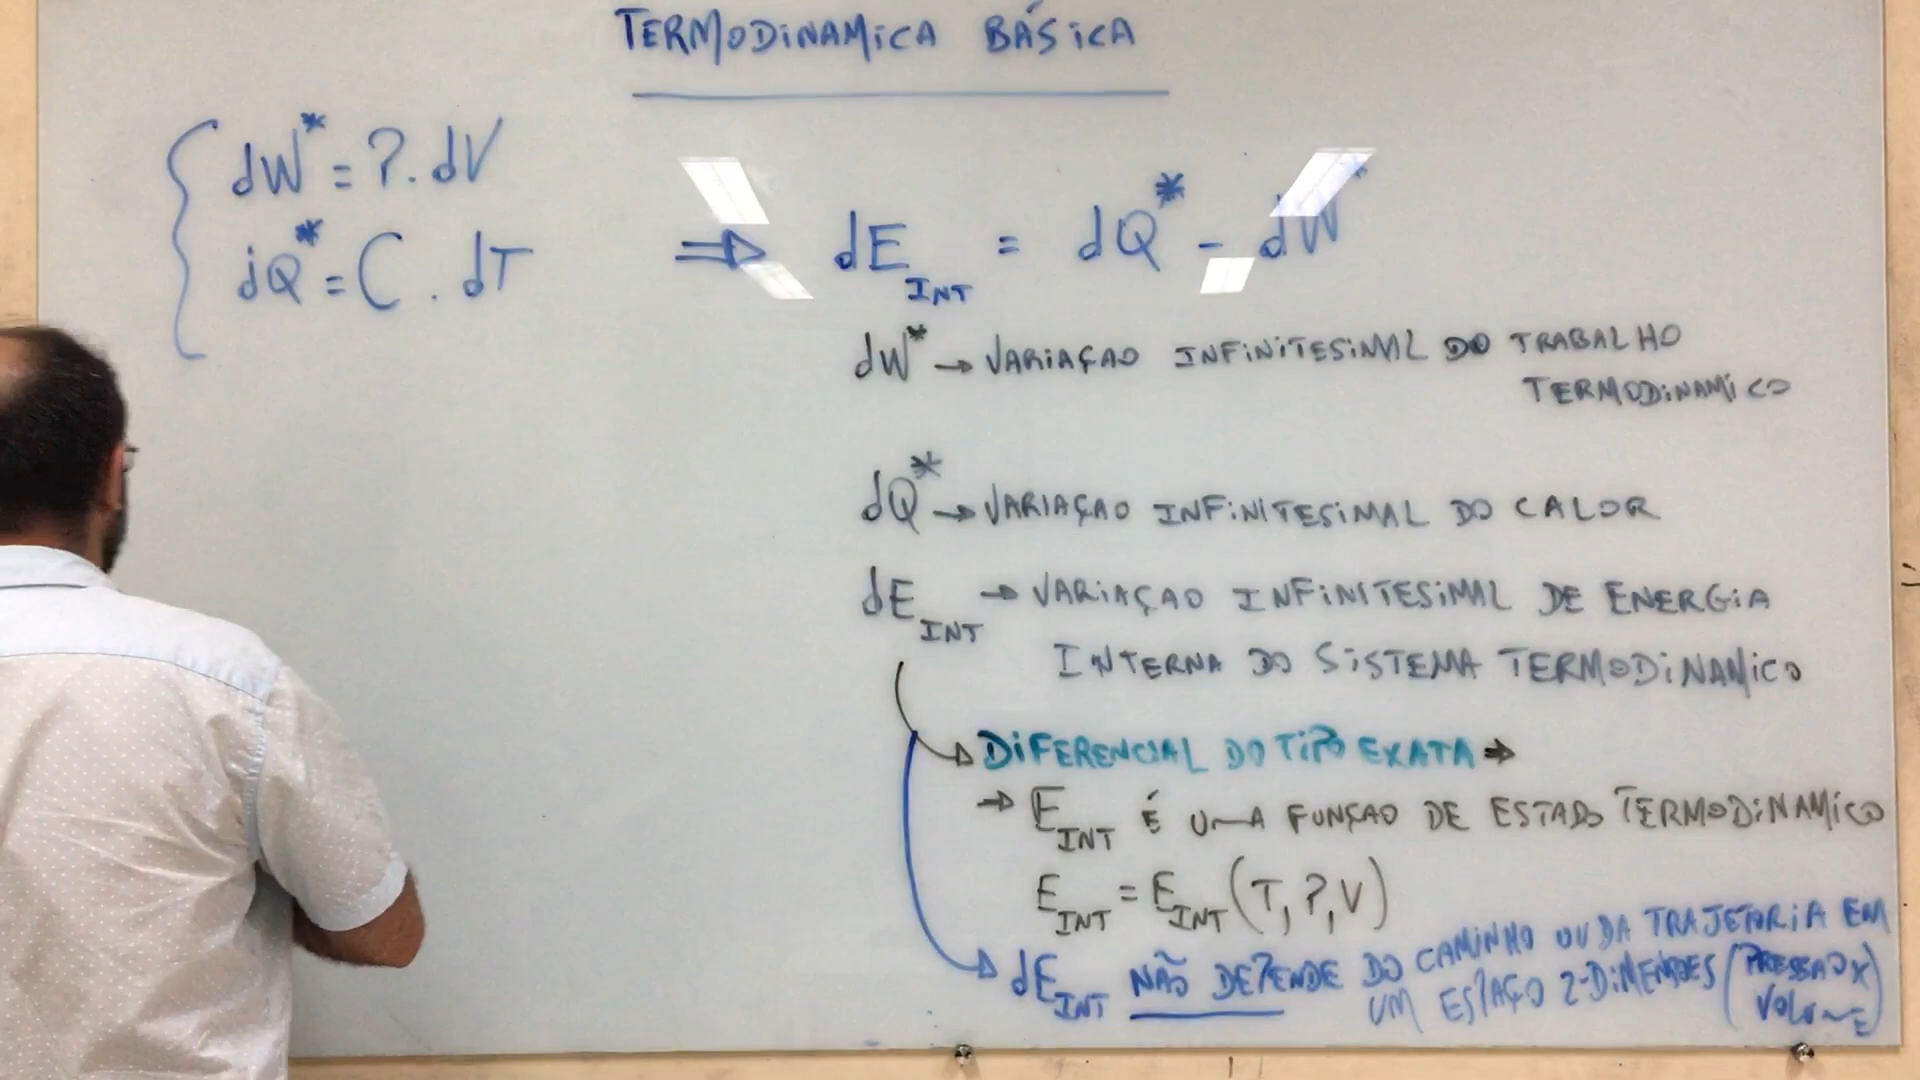 TERMODINAMICA BÁSICA
dW* = P. dV
dQ* = C . dT
⇒ dE_INT = dQ* - dW*
dW* → VARIAÇAO INFINITESIMAL DO TRABALHO
TERMODINAMICO
dQ* → VARIAÇAO INFINITESIMAL DO CALOR
dE_INT → VARIAÇAO INFINITESIMAL DE ENERGIA
INTERNA DO SISTEMA TERMODINAMICO
DIFERENCIAL DO TIPO EXATA →
→ E_INT É UMA FUNÇAO DE ESTADO TERMODINAMICO
E_INT = E_INT (T, P, V)
dE_INT NÃO DEPENDE DO CAMINHO OU DA TRAJETORIA EM
UM ESPAÇO 2-DIMENSOES (PRESSAO X
VOLUME)